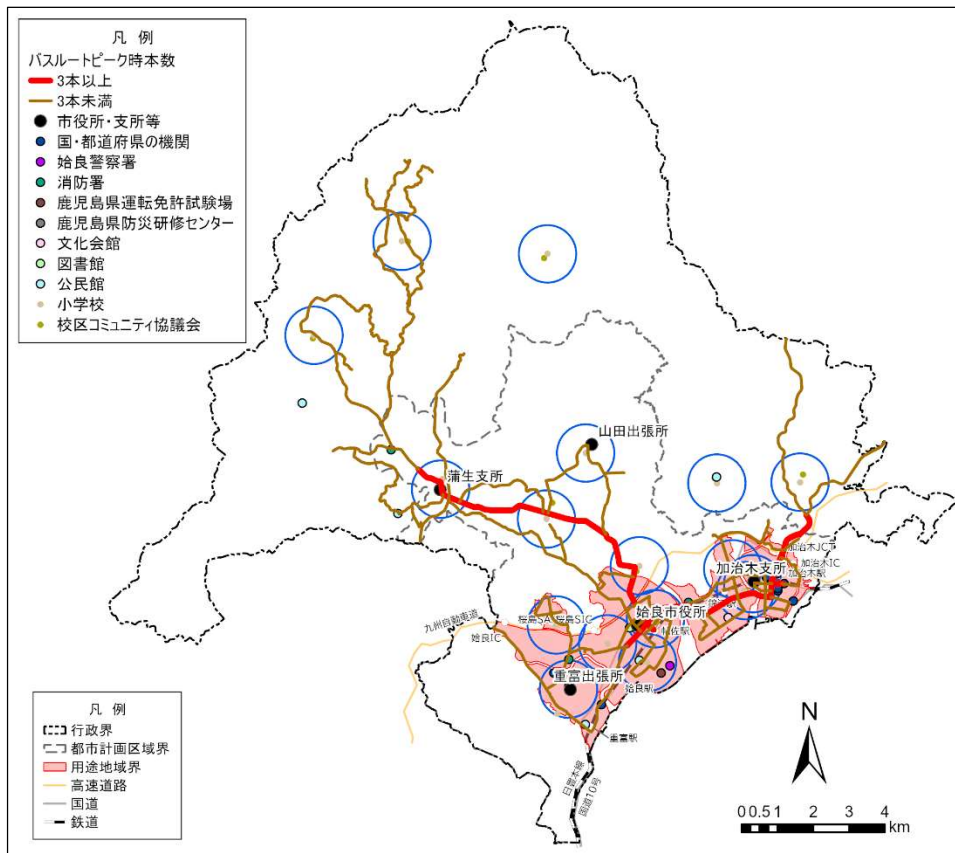 凡 例
バスルートピーク時本数
3本以上
3本未満
市役所・支所等
国・都道府県の機関
姶良警察署
消防署
鹿児島県運転免許試験場
鹿児島県防災研修センター
文化会館
図書館
公民館
小学校
校区コミュニティ協議会
山田出張所
蒲生支所
加治木JCT
加治木IC
加治木支所
加治木駅
姶良市役所
帖佐駅
九州自動車道
桜島SA
桜島SIC
姶良IC
重富出張所
姶良駅
重富駅
日豊本線
国道10号
凡 例
行政界
都市計画区域界
用途地域界
高速道路
国道
鉄道
N
0 0.5 1 2 3 4
km